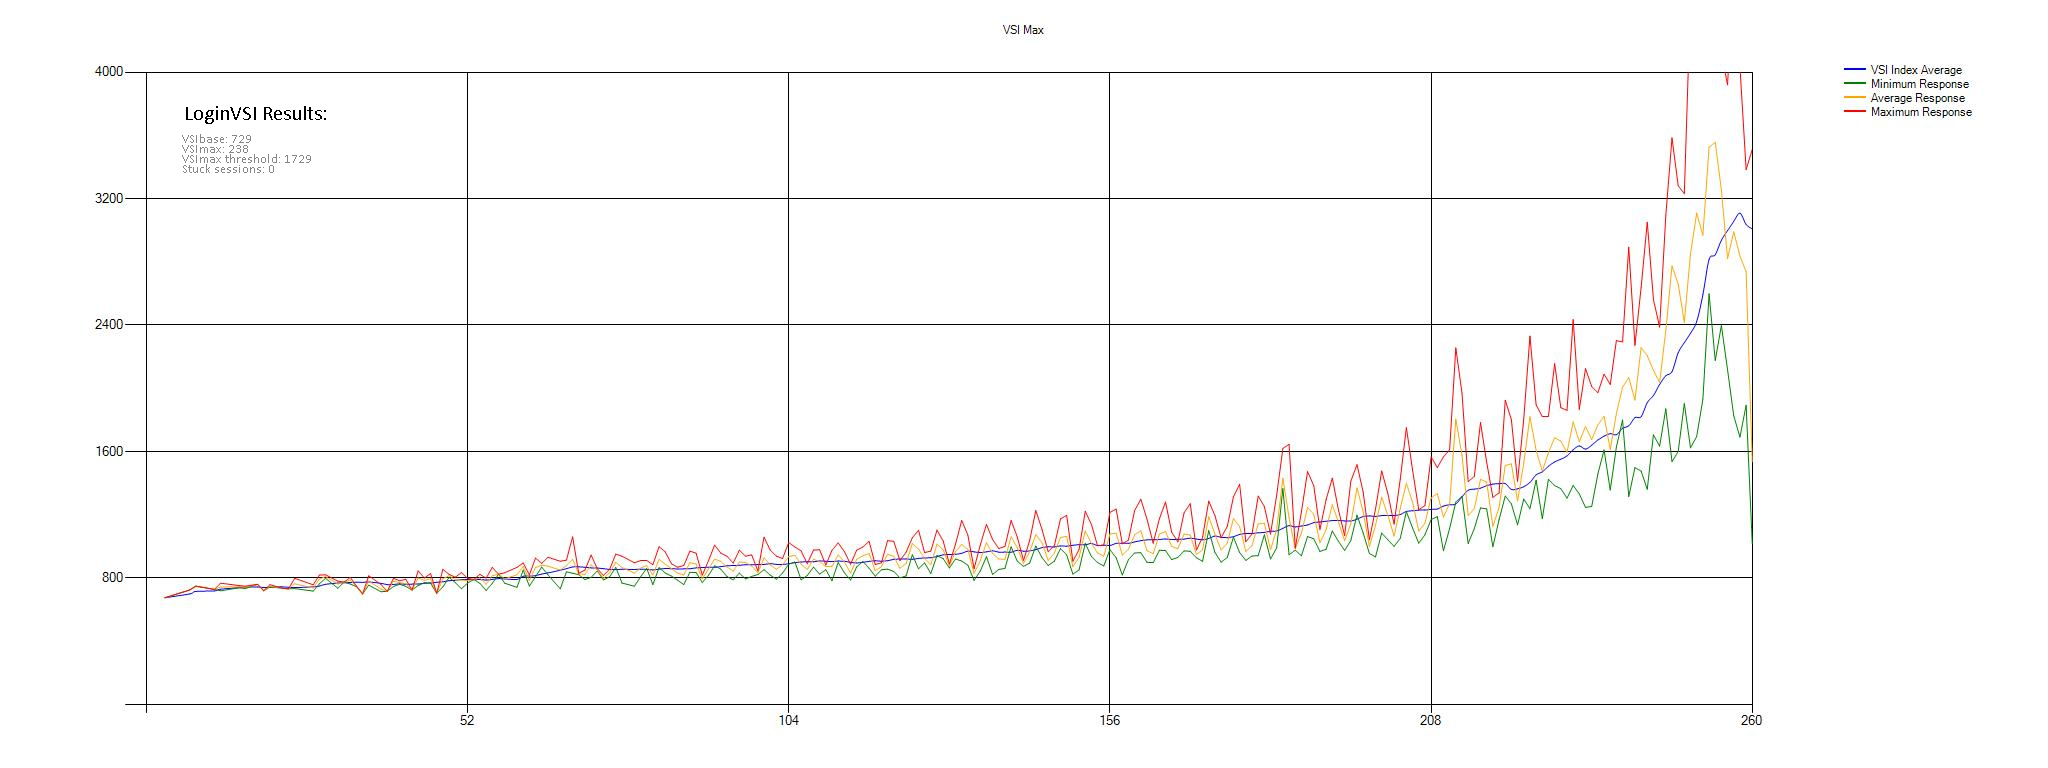 VSI Max
4000
3200
2400
1600
800
LoginVSI Results:
VSIbase: 729
VSImax: 238
VSImax threshold: 1729
Stuck sessions: 0
VSI Index Average
Minimum Response
Average Response
Maximum Response
52
104
156
208
260